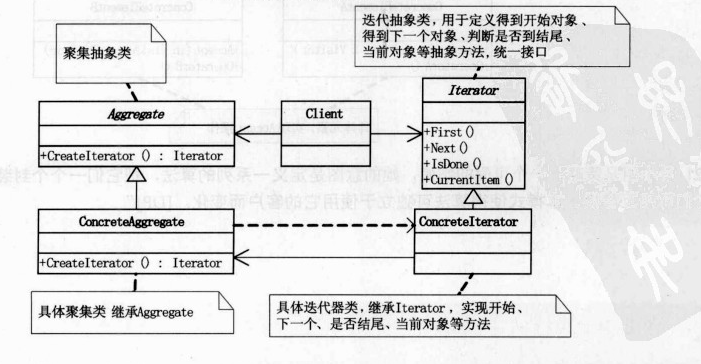 迭代抽象类，用于定义得到开始对象、
得到下一个对象、判断是否到结尾、
当前对象等抽象方法，统一接口
聚集抽象类
Aggregate
Client
Iterator
+CreateIterator () : Iterator
+First ()
+Next ()
+IsDone ()
+CurrentItem ()
ConcreteAggregate
ConcreteIterator
+CreateIterator () : Iterator
具体聚集类 继承Aggregate
具体迭代器类，继承Iterator，实现开始、
下一个、是否结尾、当前对象等方法